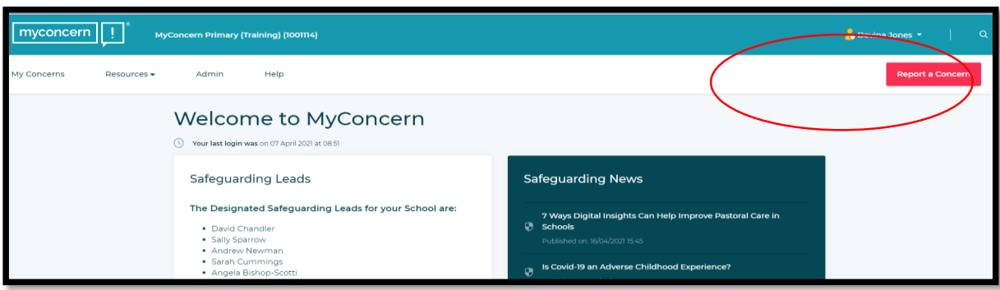 myconcern ! ®
MyConcern Primary (Training) (1001114)
Davina Jones
My Concerns
Resources
Admin
Help
Report a Concern
Welcome to MyConcern
Your last login was on 07 April 2021 at 08:51
Safeguarding Leads
The Designated Safeguarding Leads for your School are:
• David Chandler
• Sally Sparrow
• Andrew Newman
• Sarah Cummings
• Angela Bishop-Scotti
Safeguarding News
7 Ways Digital Insights Can Help Improve Pastoral Care in
Schools
Published on: 16/04/2021 15:45
Is Covid-19 an Adverse Childhood Experience?